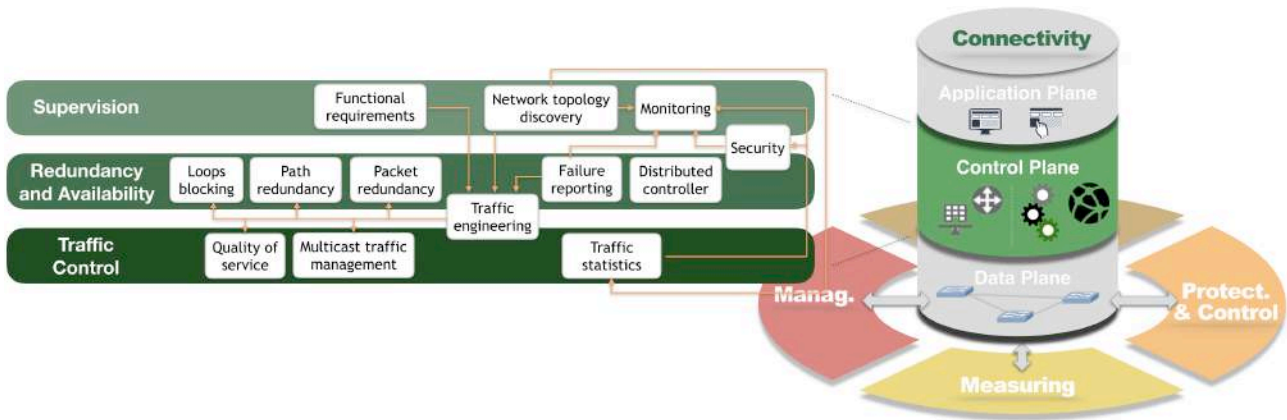 Supervision
Functional
requirements
Network topology
discovery
Monitoring
Security
Redundancy
and Availability
Loops
blocking
Path
redundancy
Packet
redundancy
Failure
reporting
Distributed
controller
Traffic
engineering
Traffic
Control
Quality of
service
Multicast traffic
management
Traffic
statistics
Connectivity
Application Plane
Control Plane
Data Plane
Manag.
Protect.
& Control
Measuring